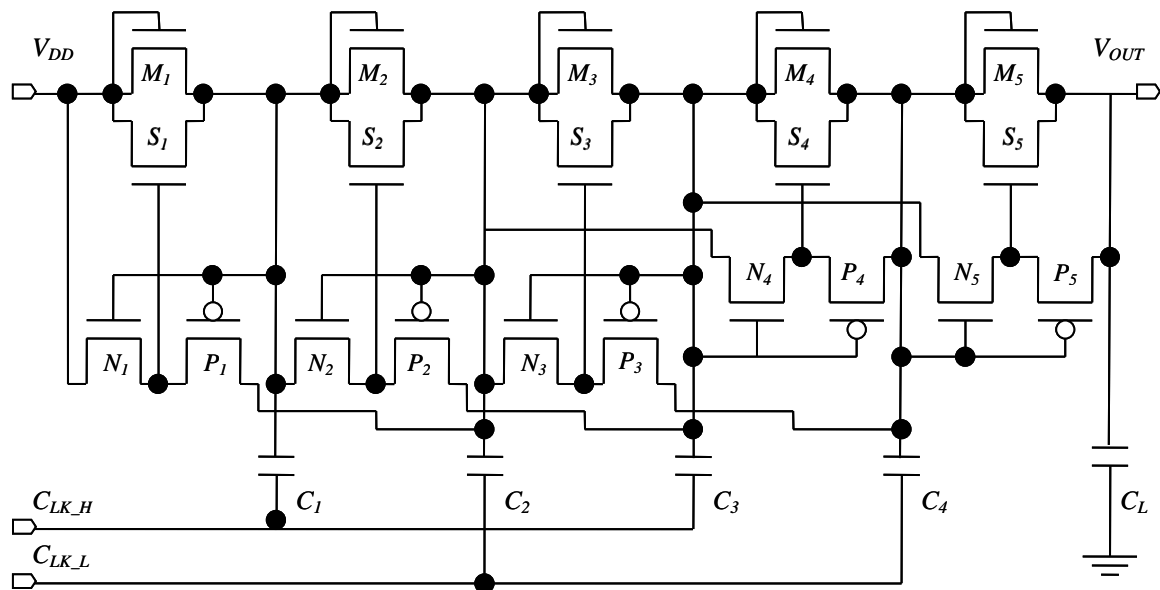 V_DD
V_OUT
M_1
M_2
M_3
M_4
M_5
S_1
S_2
S_3
S_4
S_5
N_4
P_4
N_5
P_5
N_1
P_1
N_2
P_2
N_3
P_3
C_LK_H
C_1
C_2
C_3
C_4
C_L
C_LK_L